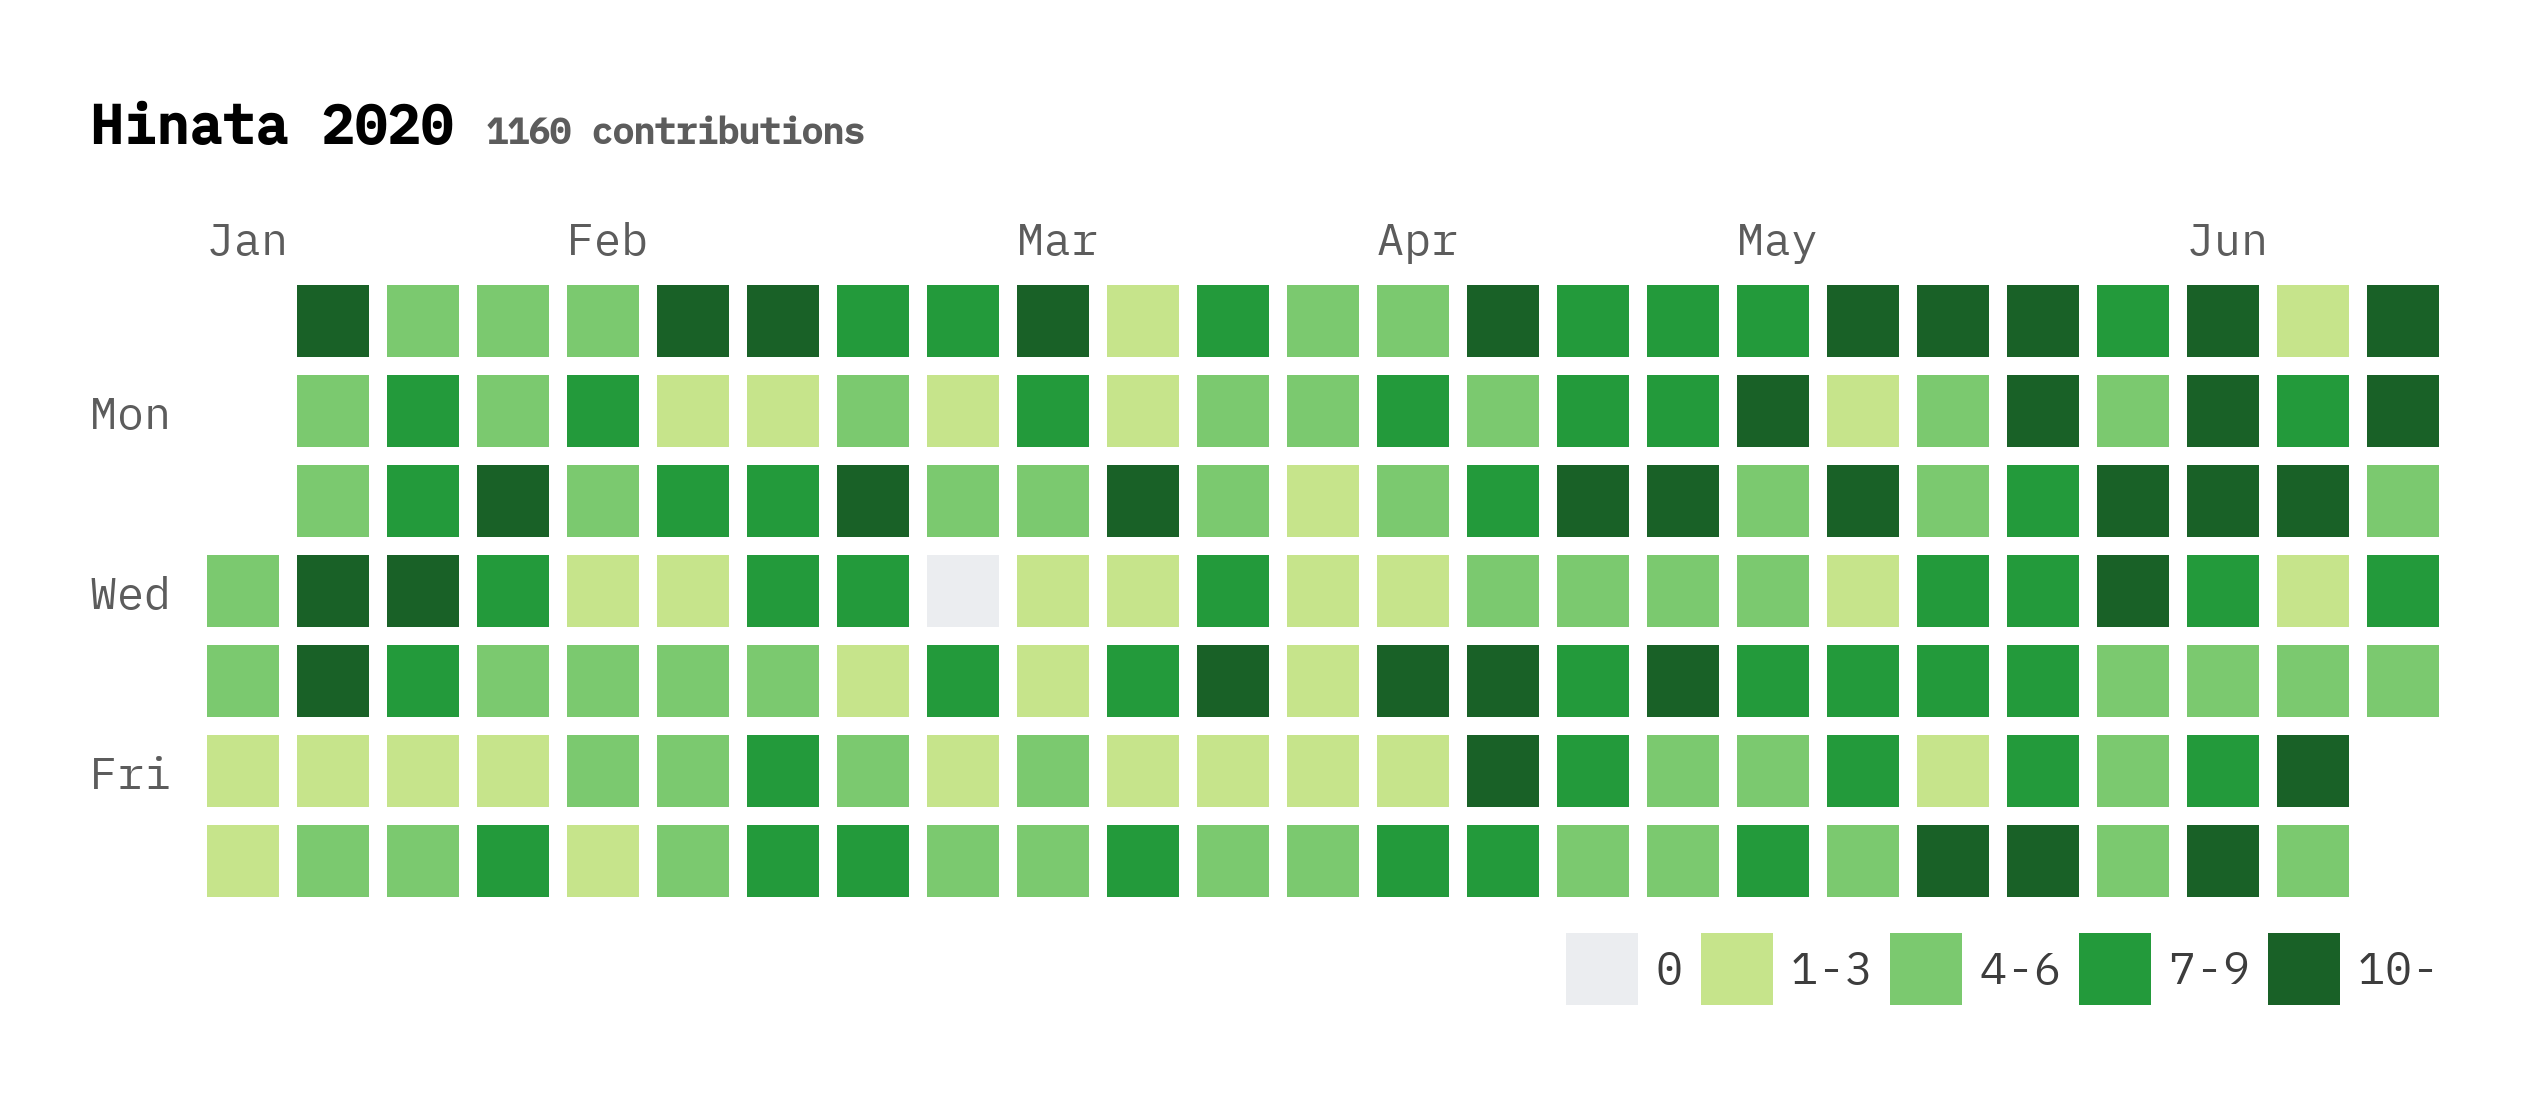 Hinata 2020 1160 contributions
Jan Feb Mar Apr May Jun
Mon
Wed
Fri
0 1-3 4-6 7-9 10-